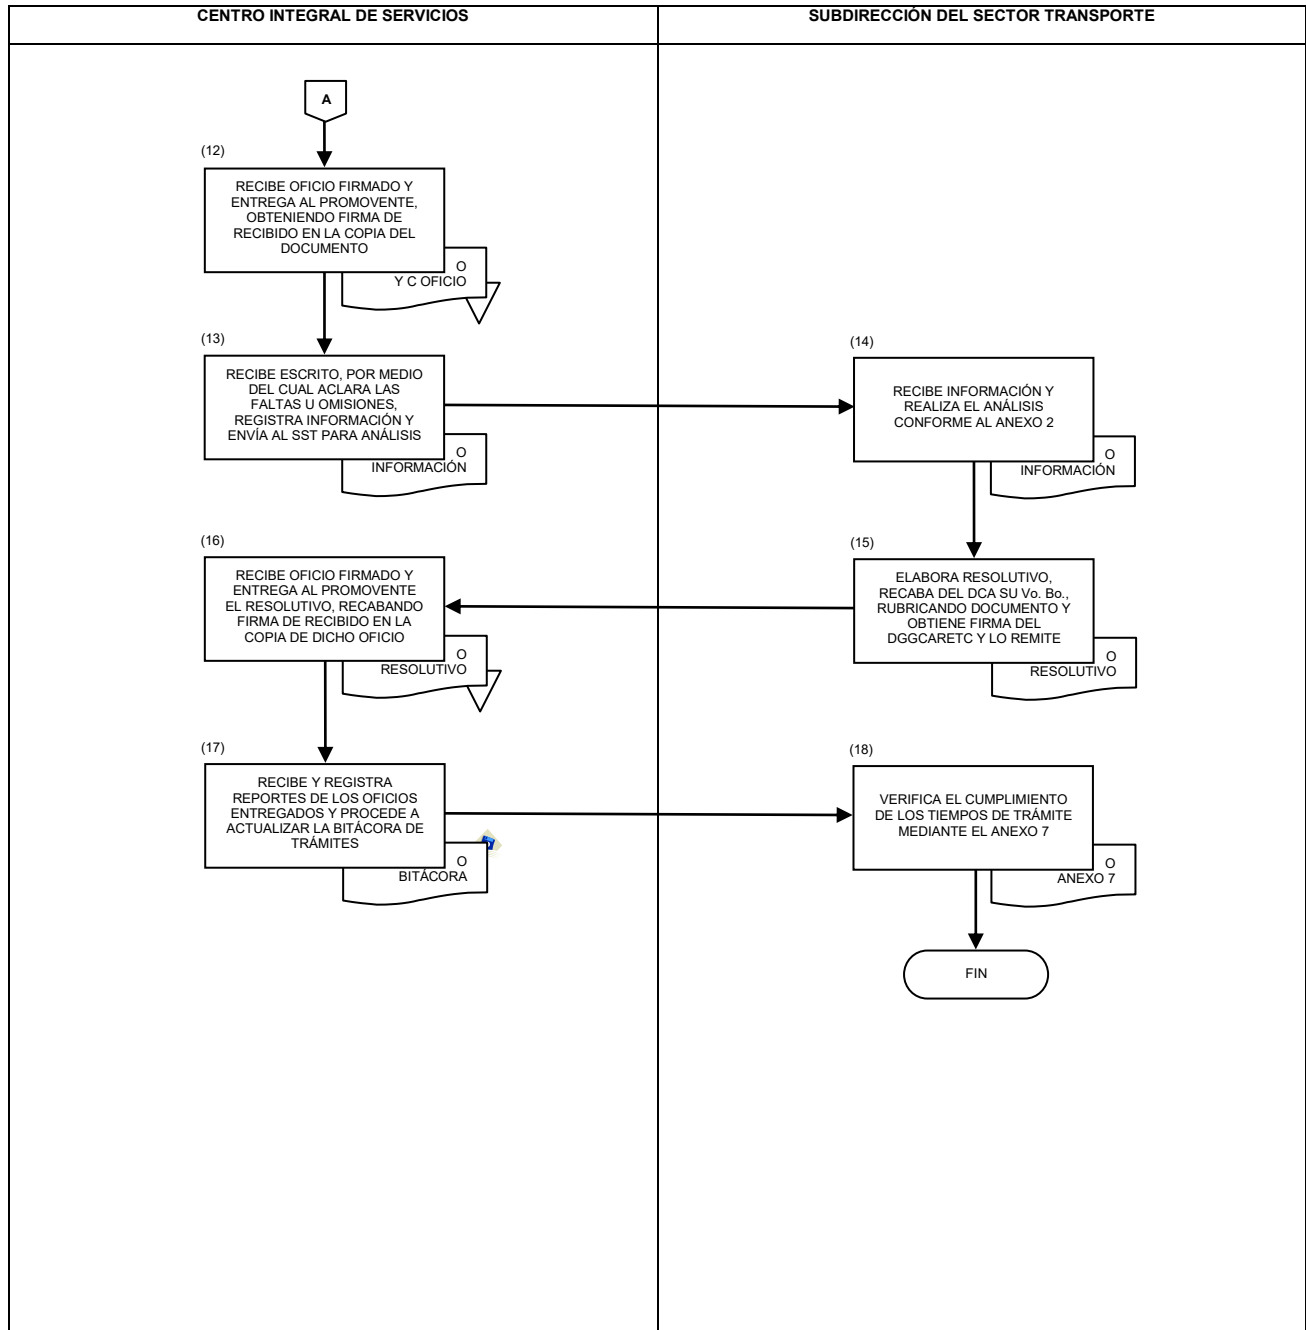 CENTRO INTEGRAL DE SERVICIOS
SUBDIRECCIÓN DEL SECTOR TRANSPORTE
A
(12)
RECIBE OFICIO FIRMADO Y
ENTREGA AL PROMOVENTE,
OBTENIENDO FIRMA DE
RECIBIDO EN LA COPIA DEL
DOCUMENTO
O
Y C OFICIO
(13)
RECIBE ESCRITO, POR MEDIO
DEL CUAL ACLARA LAS
FALTAS U OMISIONES,
REGISTRA INFORMACIÓN Y
ENVÍA AL SST PARA ANÁLISIS
O
INFORMACIÓN
(14)
RECIBE INFORMACIÓN Y
REALIZA EL ANÁLISIS
CONFORME AL ANEXO 2
O
INFORMACIÓN
(15)
ELABORA RESOLUTIVO,
RECABA DEL DCA SU Vo. Bo.,
RUBRICANDO DOCUMENTO Y
OBTIENE FIRMA DEL
DGGCARETC Y LO REMITE
O
RESOLUTIVO
(16)
RECIBE OFICIO FIRMADO Y
ENTREGA AL PROMOVENTE
EL RESOLUTIVO, RECABANDO
FIRMA DE RECIBIDO EN LA
COPIA DE DICHO OFICIO
O
RESOLUTIVO
(17)
RECIBE Y REGISTRA
REPORTES DE LOS OFICIOS
ENTREGADOS Y PROCEDE A
ACTUALIZAR LA BITÁCORA DE
TRÁMITES
O
BITÁCORA
(18)
VERIFICA EL CUMPLIMIENTO
DE LOS TIEMPOS DE TRÁMITE
MEDIANTE EL ANEXO 7
O
ANEXO 7
FIN